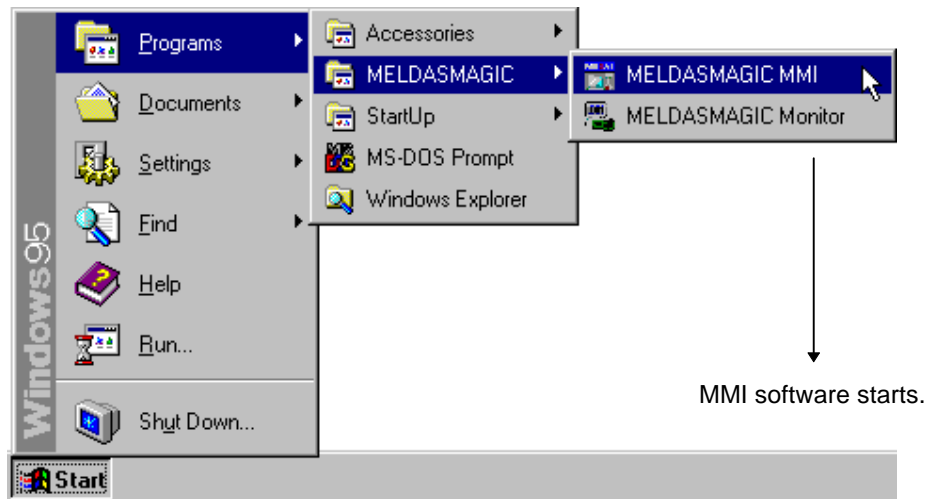 Programs
Documents
Settings
Find
Help
Run...
Shut Down...
Windows95
Start
Accessories
MELDASMAGIC
StartUp
MS-DOS Prompt
Windows Explorer
MELDASMAGIC MMI
MELDASMAGIC Monitor
MMI software starts.